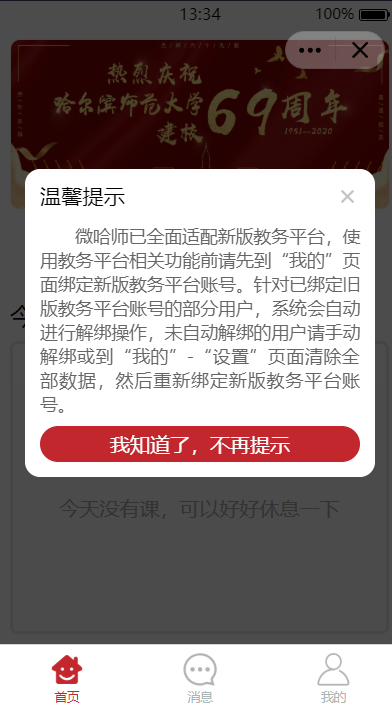 13:34
100%
热烈庆祝
哈尔滨师范大学
建校
69周年
1951—2020
温馨提示
微哈师已全面适配新版教务平台，使
用教务平台相关功能前请先到“我的”页
面绑定新版教务平台账号。针对已绑定旧
版教务平台账号的部分用户，系统会自动
进行解绑操作，未自动解绑的用户请手动
解绑或到“我的”-“设置”页面清除全
部数据，然后重新绑定新版教务平台账
号。
我知道了，不再提示
今天没有课，可以好好休息一下
首页
消息
我的